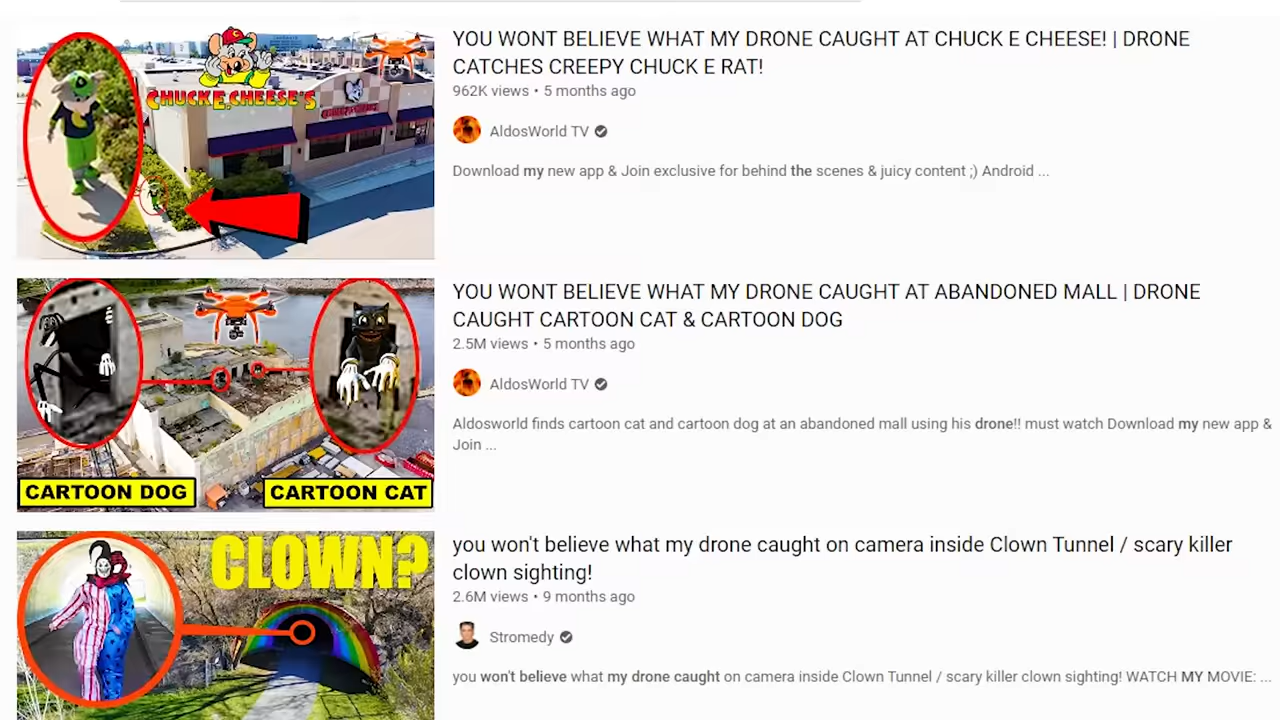 CHUCK E. CHEESE'S
YOU WONT BELIEVE WHAT MY DRONE CAUGHT AT CHUCK E CHEESE! | DRONE
CATCHES CREEPY CHUCK E RAT!
962K views • 5 months ago
AldosWorld TV
Download my new app & Join exclusive for behind the scenes & juicy content ;) Android ...
CARTOON DOG
CARTOON CAT
YOU WONT BELIEVE WHAT MY DRONE CAUGHT AT ABANDONED MALL | DRONE
CAUGHT CARTOON CAT & CARTOON DOG
2.5M views • 5 months ago
AldosWorld TV
Aldosworld finds cartoon cat and cartoon dog at an abandoned mall using his drone!! must watch Download my new app &
Join ...
CLOWN?
you won't believe what my drone caught on camera inside Clown Tunnel / scary killer
clown sighting!
2.6M views • 9 months ago
Stromedy
you won't believe what my drone caught on camera inside Clown Tunnel / scary killer clown sighting! WATCH MY MOVIE: ...